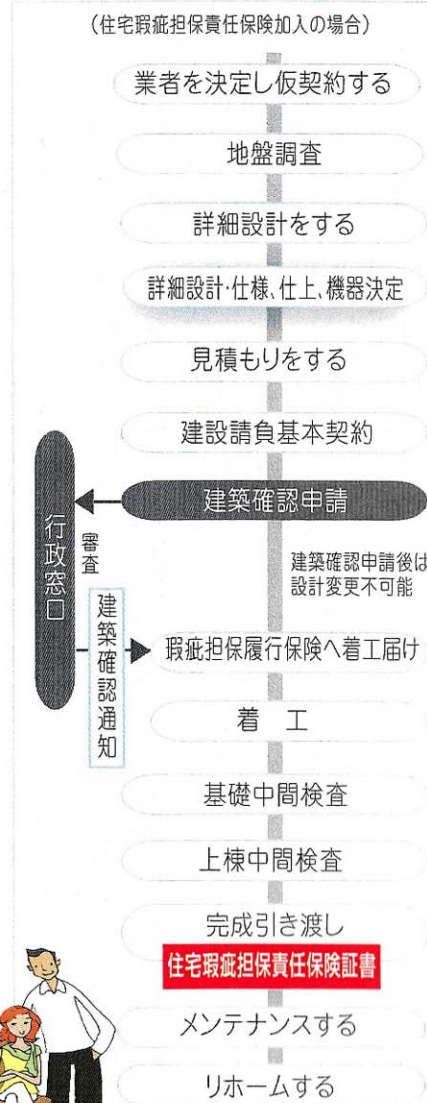 (住宅瑕疵担保責任保険加入の場合)
業者を決定し仮契約する
地盤調査
詳細設計をする
詳細設計・仕様、仕上、機器決定
見積もりをする
建設請負基本契約
建築確認申請
行政窓口
審査
建築確認申請後は
設計変更不可能
建築確認通知
瑕疵担保履行保険へ着工届け
着 工
基礎中間検査
上棟中間検査
完成引き渡し
住宅瑕疵担保責任保険証書
メンテナンスする
リホームする